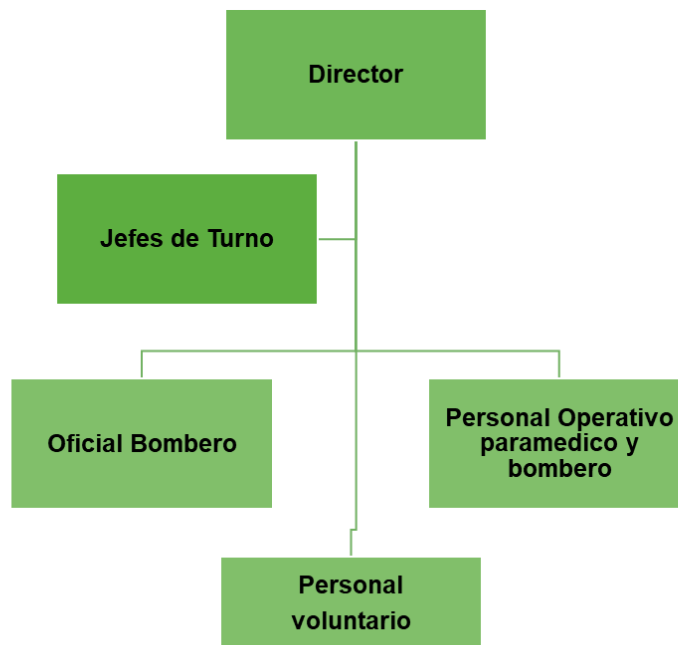 Director
Jefes de Turno
Oficial Bombero
Personal Operativo
paramedico y
bombero
Personal
voluntario